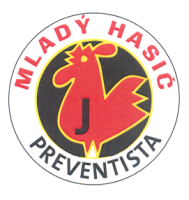 MLADÝ HASIČ
J
PREVENTISTA